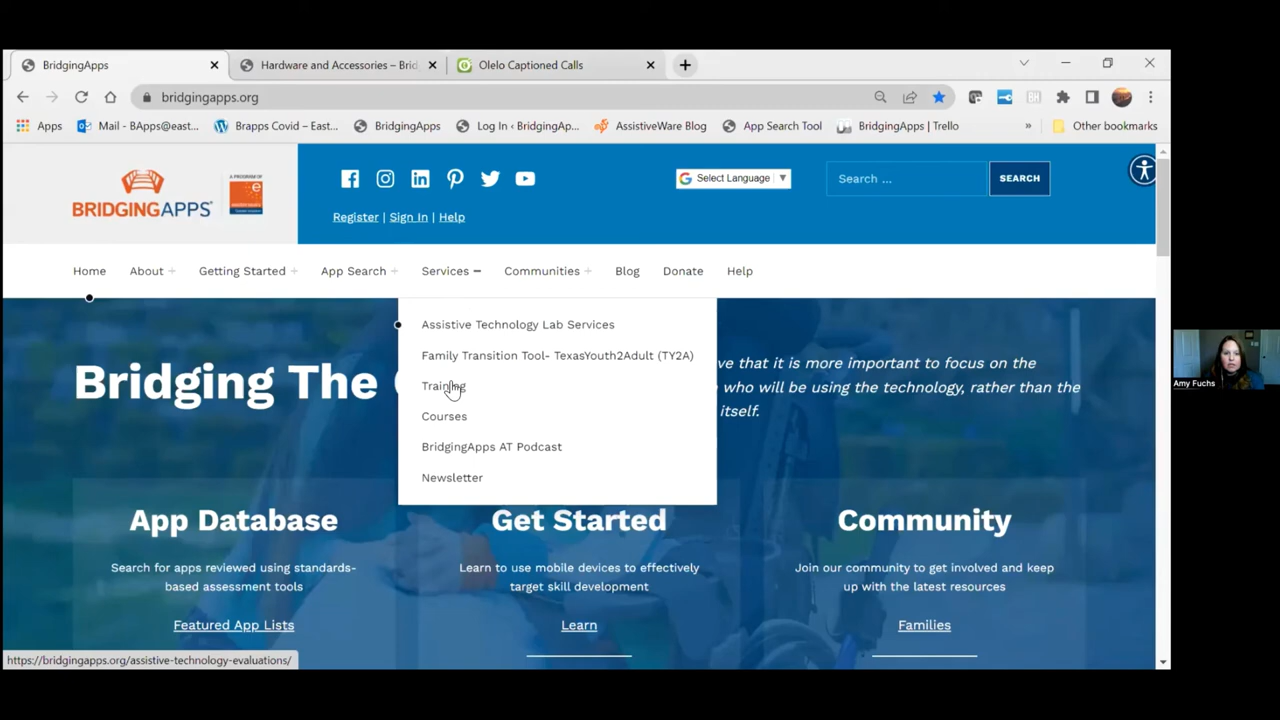 BridgingApps
Hardware and Accessories – Brid
Olelo Captioned Calls
bridgingapps.org
Apps
Mail - BApps@east...
Brapps Covid – East...
BridgingApps
Log In ‹ BridgingAp...
AssistiveWare Blog
App Search Tool
BridgingApps | Trello
»
Other bookmarks
BRIDGINGAPPS
Select Language ▼
Search ...
SEARCH
Register | Sign In | Help
Home
About +
Getting Started +
App Search +
Services −
Communities +
Blog
Donate
Help
Assistive Technology Lab Services
Family Transition Tool- TexasYouth2Adult (TY2A)
Training
Courses
BridgingApps AT Podcast
Newsletter
Bridging The
ve that it is more important to focus on the
who will be using the technology, rather than the
itself.
App Database
Search for apps reviewed using standards-
based assessment tools
Featured App Lists
Get Started
Learn to use mobile devices to effectively
target skill development
Learn
Community
Join our community to get involved and keep
up with the latest resources
Families
https://bridgingapps.org/assistive-technology-evaluations/
Amy Fuchs